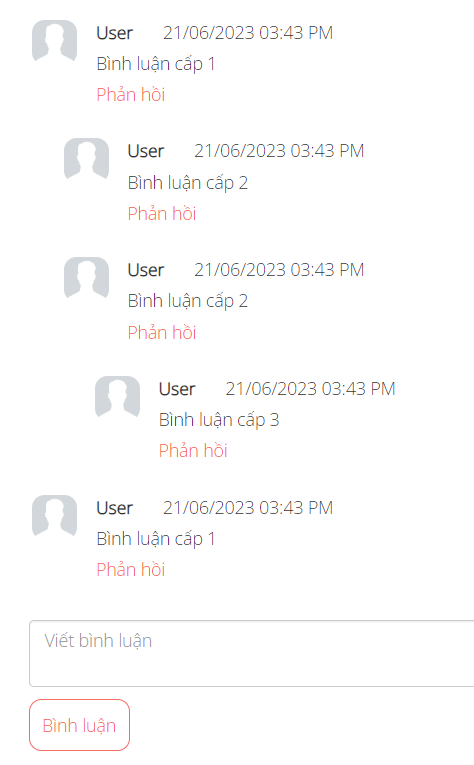 User 21/06/2023 03:43 PM
Bình luận cấp 1
Phản hồi
User 21/06/2023 03:43 PM
Bình luận cấp 2
Phản hồi
User 21/06/2023 03:43 PM
Bình luận cấp 2
Phản hồi
User 21/06/2023 03:43 PM
Bình luận cấp 3
Phản hồi
User 21/06/2023 03:43 PM
Bình luận cấp 1
Phản hồi
Viết bình luận
Bình luận